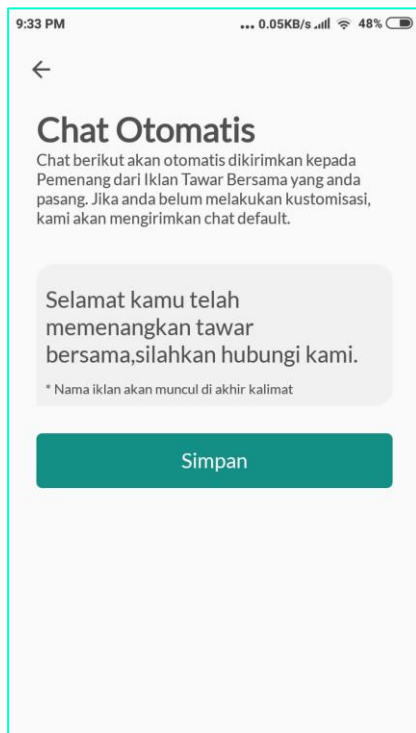 9:33 PM ... 0.05KB/s 48%
Chat Otomatis
Chat berikut akan otomatis dikirimkan kepada
Pemenang dari Iklan Tawar Bersama yang anda
pasang. Jika anda belum melakukan kustomisasi,
kami akan mengirimkan chat default.
Selamat kamu telah
memenangkan tawar
bersama,silahkan hubungi kami.
* Nama iklan akan muncul di akhir kalimat
Simpan